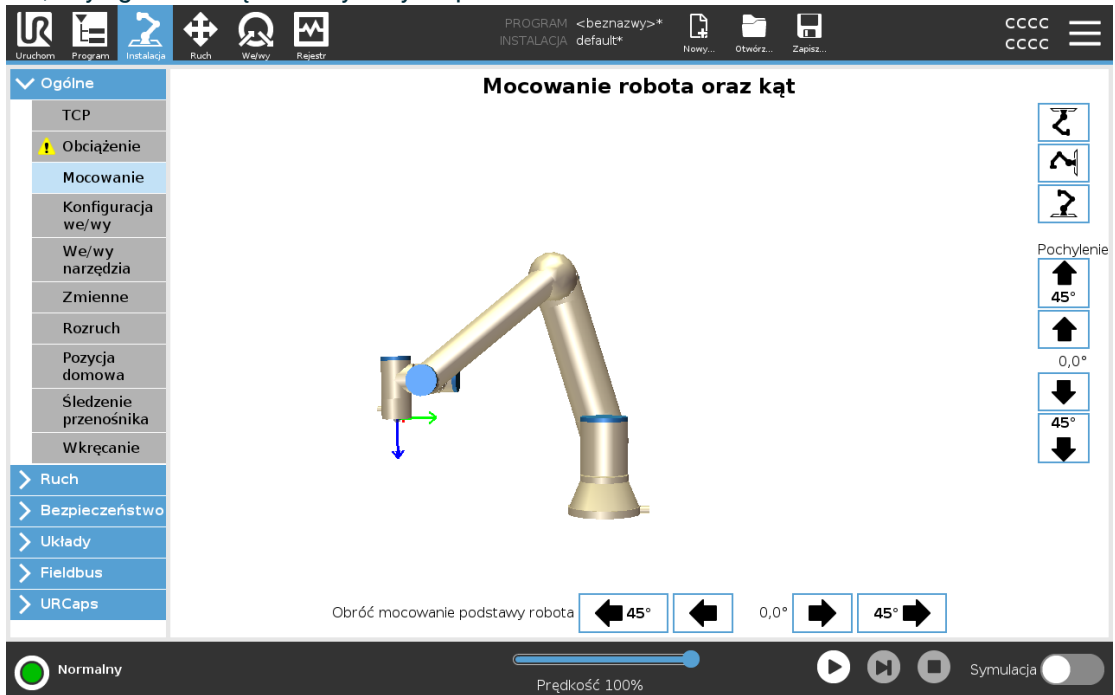 PROGRAM <beznazwy>*
INSTALACJA default*
Uruchom
Program
Instalacja
Ruch
We/wy
Rejestr
Nowy...
Otwórz...
Zapisz...
CCCC
CCCC
Ogólne
TCP
Obciążenie
Mocowanie
Konfiguracja
we/wy
We/wy
narzędzia
Zmienne
Rozruch
Pozycja
domowa
Śledzenie
przenośnika
Wkręcanie
Ruch
Bezpieczeństwo
Układy
Fieldbus
URCaps
Mocowanie robota oraz kąt
Pochylenie
45°
0,0°
45°
Obróć mocowanie podstawy robota
45°
0,0°
45°
Normalny
Prędkość 100%
Symulacja